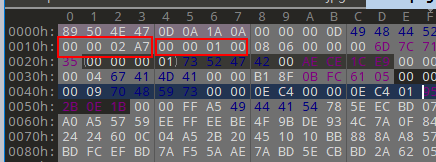 0 1 2 3 4 5 6 7 8 9 A B C D E F
0000h: 89 50 4E 47 0D 0A 1A 0A 00 00 00 0D 49 48 44 52
0010h: 00 00 02 A7 00 00 01 00 08 06 00 00 00 6D 7C 71
0020h: 35 (00 00 00 01) 73 52 47 42 00 AE CE 1C E9 00 00
0030h: 00 04 67 41 4D 41 00 00 B1 8F 0B FC 61 05 00 00
0040h: 00 09 70 48 59 73 00 00 0E C4 00 00 0E C4 01
0050h: 2B 0E 1B 00 00 FF A5 49 44 41 54 78 5E EC BD 07
0060h: A0 A5 57 59 EE FF EE BE 4F 9B DE 93 4C 7A 0F 84
0070h: 24 24 60 0C 04 A5 2B 20 45 10 10 BB 88 8A A8 57
0080h: BD FC EF BD 7A F5 5A AE 7A BD 5E CB BD 2A 62 05